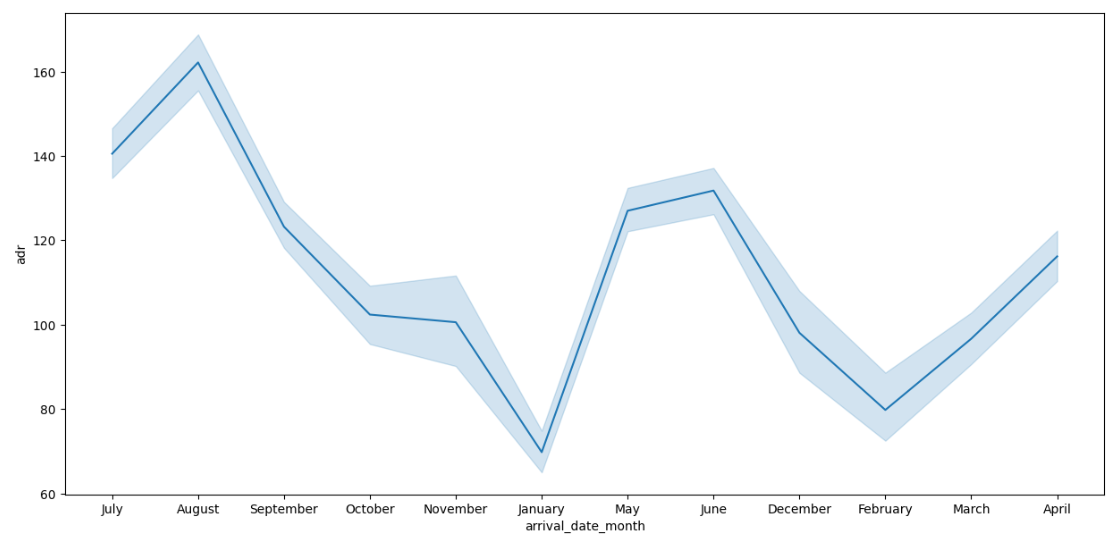 160
140
120
100
80
60
adr
July August September October November January May June December February March April
arrival_date_month